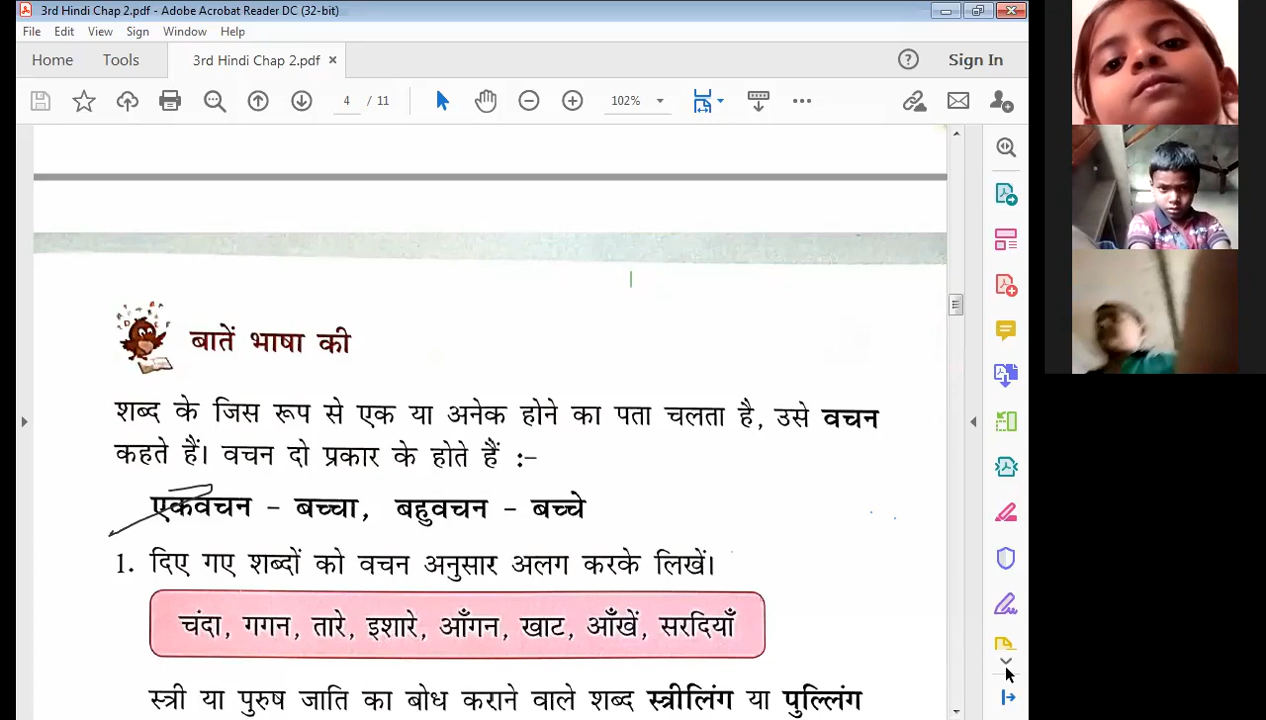 3rd Hindi Chap 2.pdf - Adobe Acrobat Reader DC (32-bit)
File Edit View Sign Window Help
Home Tools 3rd Hindi Chap 2.pdf × Sign In
4 / 11 102%
बातें भाषा की
शब्द के जिस रूप से एक या अनेक होने का पता चलता है, उसे वचन
कहते हैं। वचन दो प्रकार के होते हैं :–
एकवचन – बच्चा, बहुवचन – बच्चे
1. दिए गए शब्दों को वचन अनुसार अलग करके लिखें।
चंदा, गगन, तारे, इशारे, आँगन, खाट, आँखें, सरदियाँ
स्त्री या पुरुष जाति का बोध कराने वाले शब्द स्त्रीलिंग या पुल्लिंग